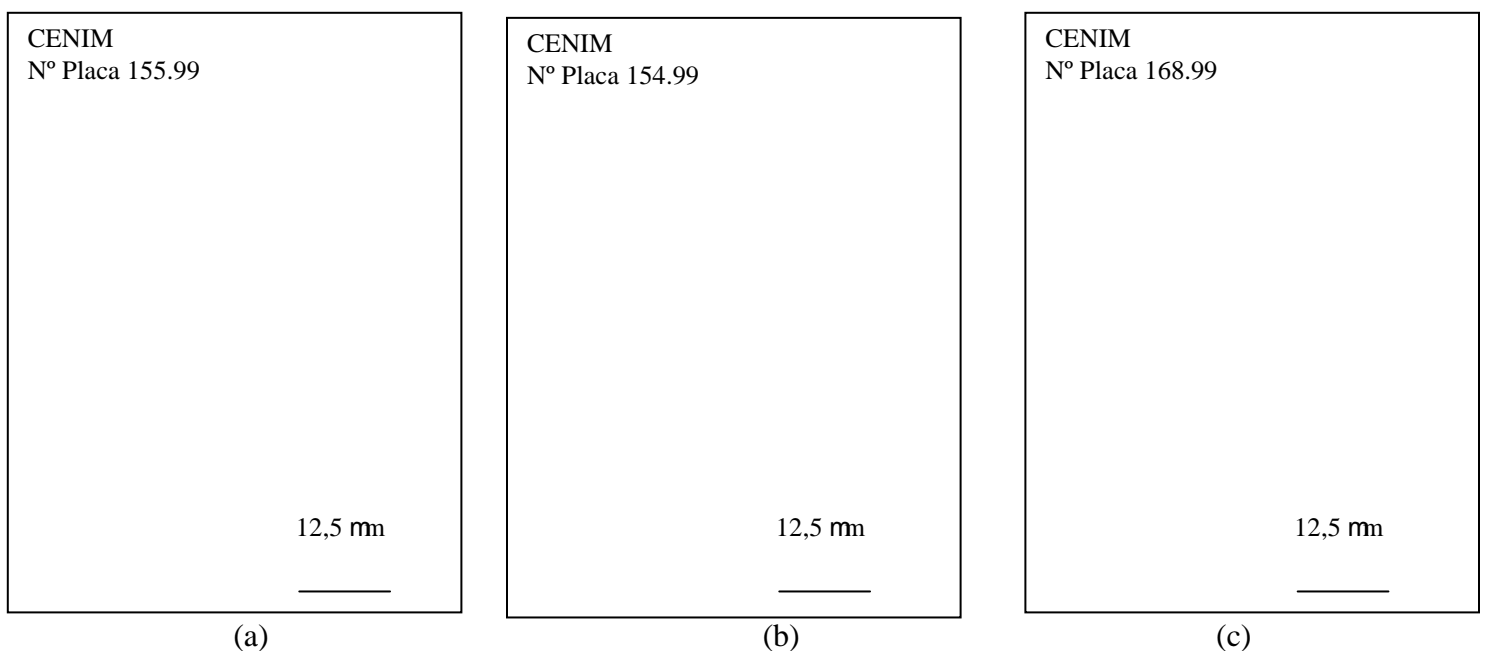 CENIM
Nº Placa 155.99
12,5 mm
(a)
CENIM
Nº Placa 154.99
12,5 mm
(b)
CENIM
Nº Placa 168.99
12,5 mm
(c)